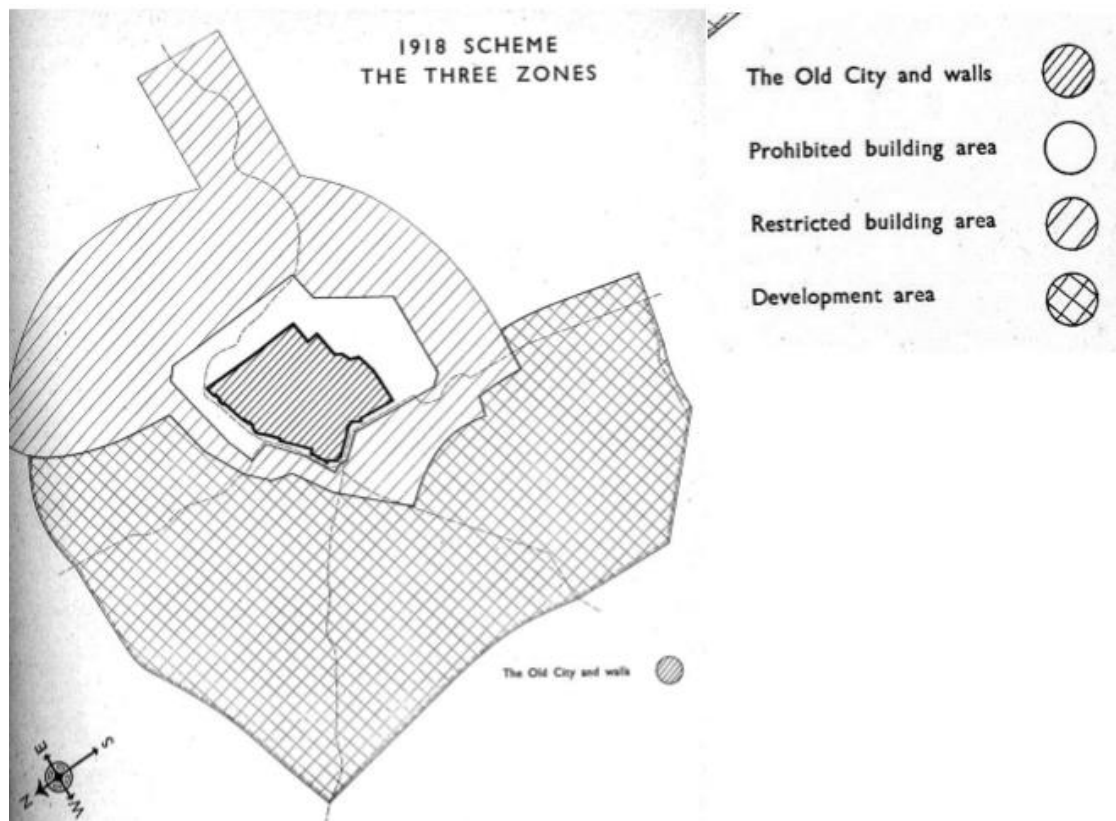 1918 SCHEME
THE THREE ZONES
The Old City and walls
Prohibited building area
Restricted building area
Development area
The Old City and walls
E
S
N
W